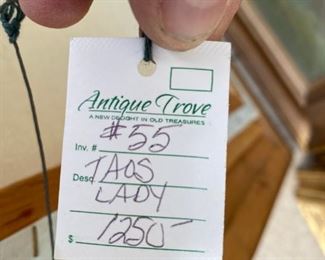 Antique Trove
A NEW DELIGHT IN OLD TREASURES
#55
Inv. #
TAOS
Desc.
LADY
$ 1250-